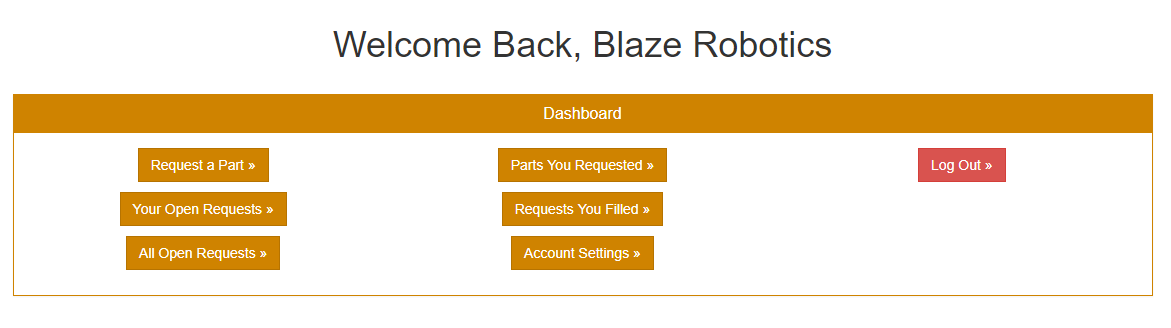 Welcome Back, Blaze Robotics
Dashboard
Request a Part »
Parts You Requested »
Log Out »
Your Open Requests »
Requests You Filled »
All Open Requests »
Account Settings »